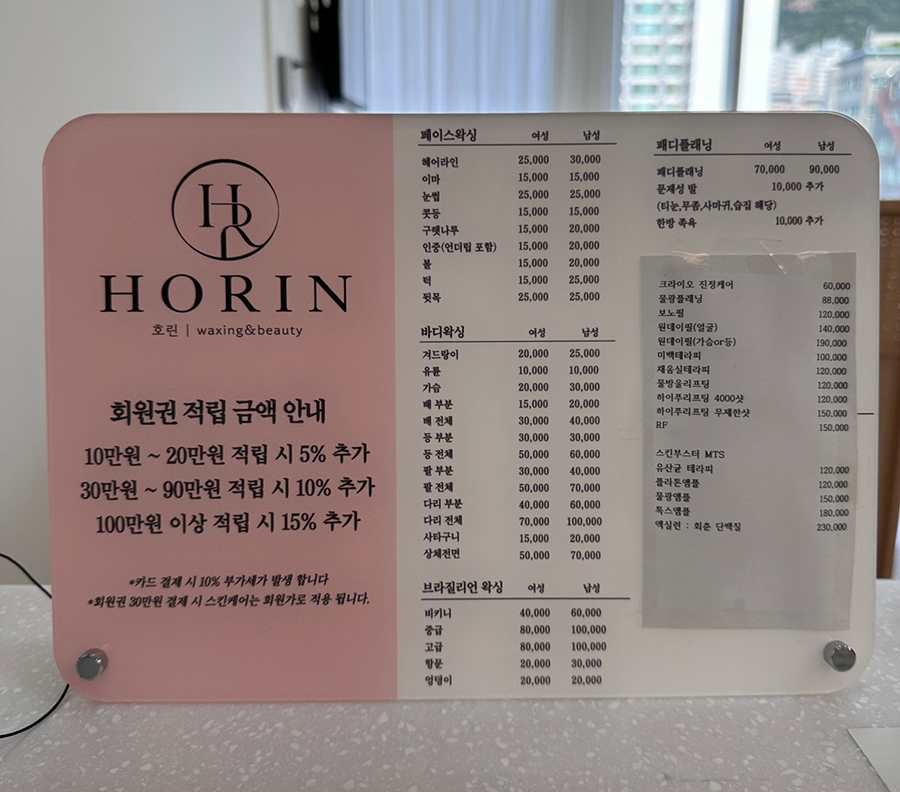 HR
HORIN
호린 | waxing&beauty
회원권 적립 금액 안내
10만원 ~ 20만원 적립 시 5% 추가
30만원 ~ 90만원 적립 시 10% 추가
100만원 이상 적립 시 15% 추가
*카드 결제 시 10% 부가세가 발생 합니다
*회원권 30만원 결제 시 스킨케어는 회원가로 적용 됩니다.
페이스왁싱 여성 남성
헤어라인 25,000 30,000
이마 15,000 15,000
눈썹 25,000 25,000
콧등 15,000 15,000
구렛나루 15,000 20,000
인중(언더립 포함) 15,000 20,000
볼 15,000 20,000
턱 15,000 25,000
뒷목 25,000 25,000
바디왁싱 여성 남성
겨드랑이 20,000 25,000
유륜 10,000 10,000
가슴 20,000 30,000
배 부분 15,000 20,000
배 전체 30,000 40,000
등 부분 30,000 30,000
등 전체 50,000 60,000
팔 부분 30,000 40,000
팔 전체 50,000 70,000
다리 부분 40,000 60,000
다리 전체 70,000 100,000
사타구니 15,000 20,000
상체전면 50,000 70,000
브라질리언 왁싱 여성 남성
비키니 40,000 60,000
중급 80,000 100,000
고급 80,000 100,000
항문 20,000 30,000
엉덩이 20,000 20,000
패디플래닝 여성 남성
패디플래닝 70,000 90,000
문제성 발 10,000 추가
(티눈,무좀,사마귀,습집 해당)
한방 족욕 10,000 추가
크라이오 진정케어 60,000
물광플래닝 88,000
보노필 120,000
원데이필(얼굴) 140,000
원데이필(가슴or등) 190,000
미백테라피 100,000
채움실테라피 120,000
물방울리프팅 120,000
하이푸리프팅 4000샷 120,000
하이푸리프팅 무제한샷 150,000
RF 150,000
스킨부스터 MTS
유산균 테라피 120,000
플라톤앰플 120,000
물광앰플 150,000
톡스앰플 180,000
엑실런 : 회춘 단백질 230,000